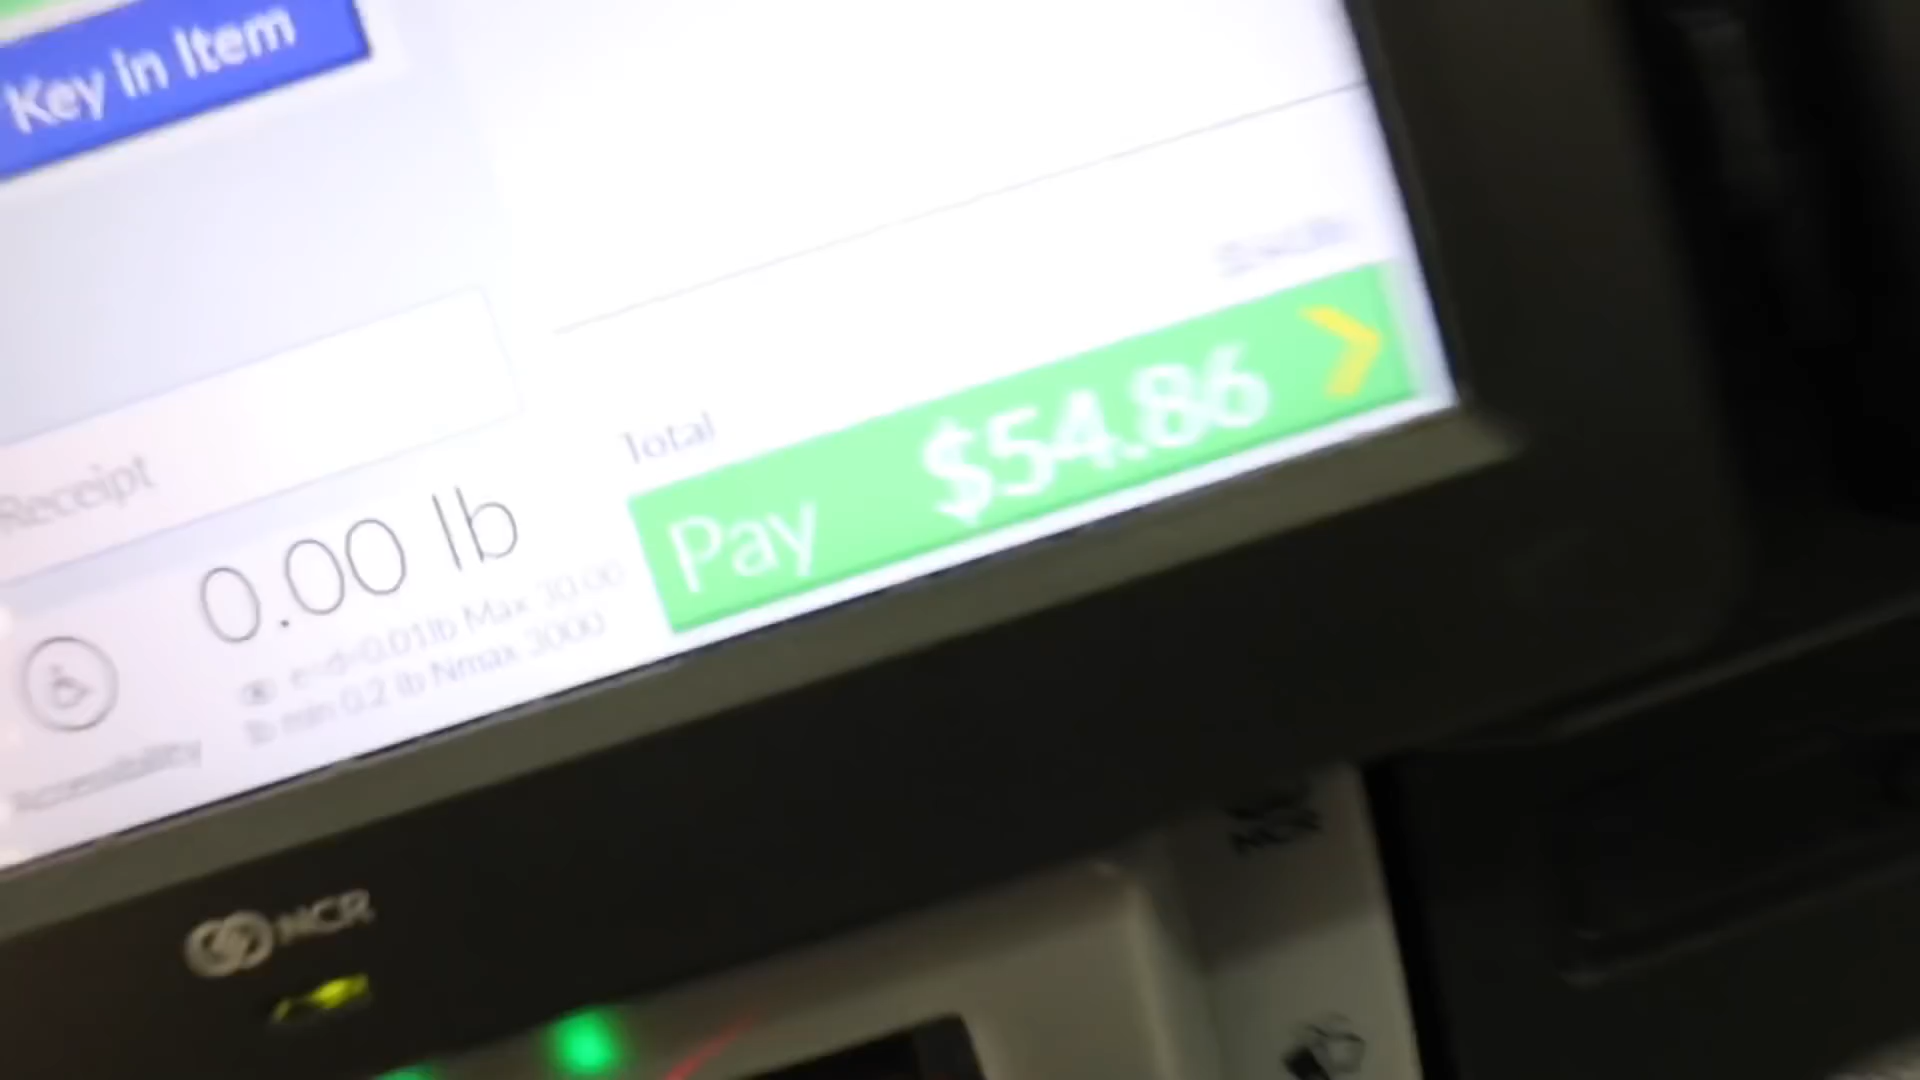 Key in Item
Total
Pay $54.86
Receipt
0.00 lb
e=d=0.01lb Max 30.00
lb min 0.2 lb Nmax 3000
Accessibility
NCR
NCR